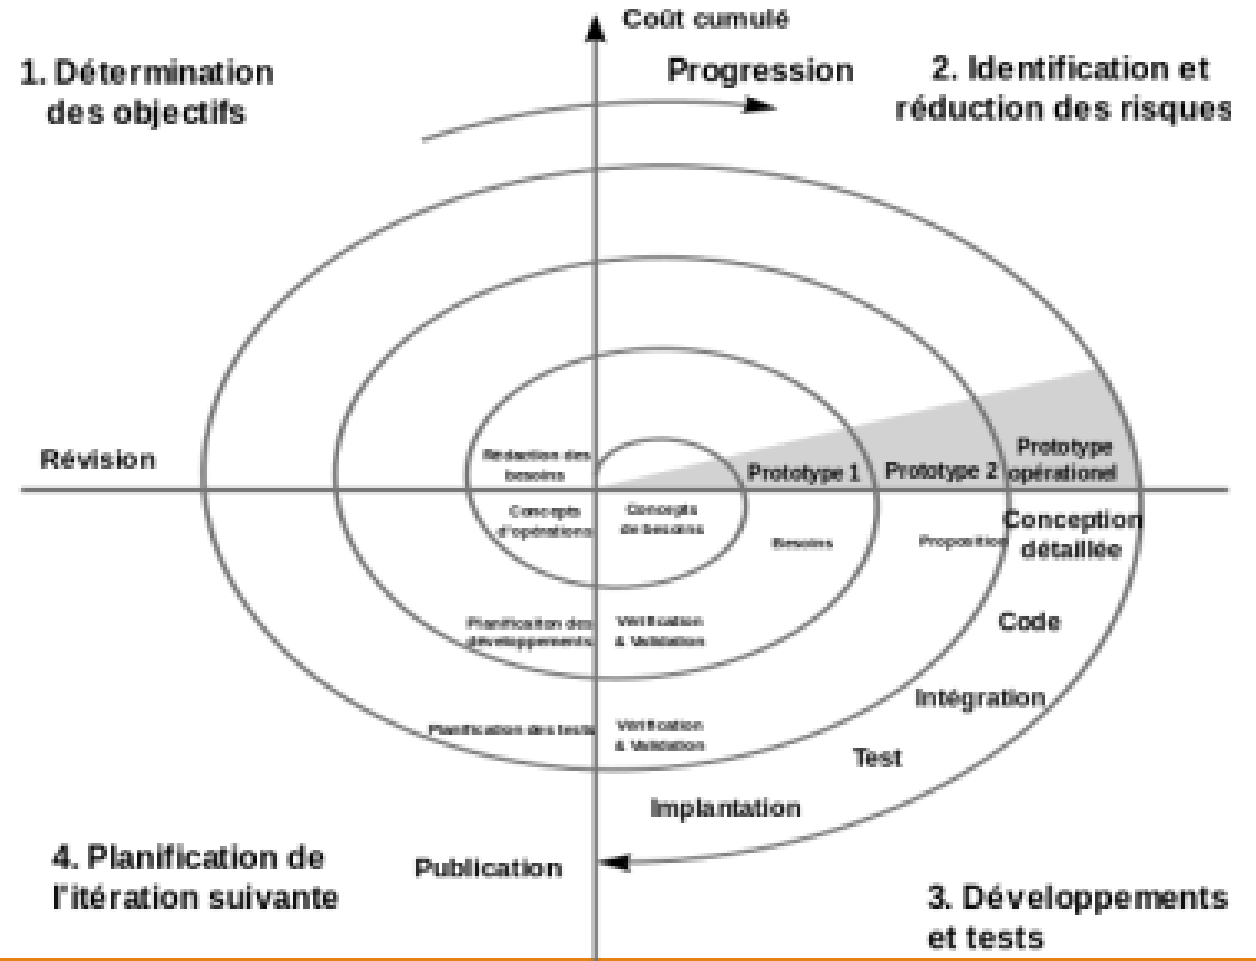 Coût cumulé
1. Détermination
des objectifs
Progression
2. Identification et
réduction des risques
Révision
Rédaction des
besoins
Prototype 1
Prototype 2
Prototype
opérationel
Concepts
d'opérations
Concepts
de besoins
Besoins
Proposition
Conception
détaillée
Planification des
développements
Vérification
& Validation
Code
Intégration
Planification des tests
Vérification
& Validation
Test
Implantation
4. Planification de
l'itération suivante
Publication
3. Développements
et tests